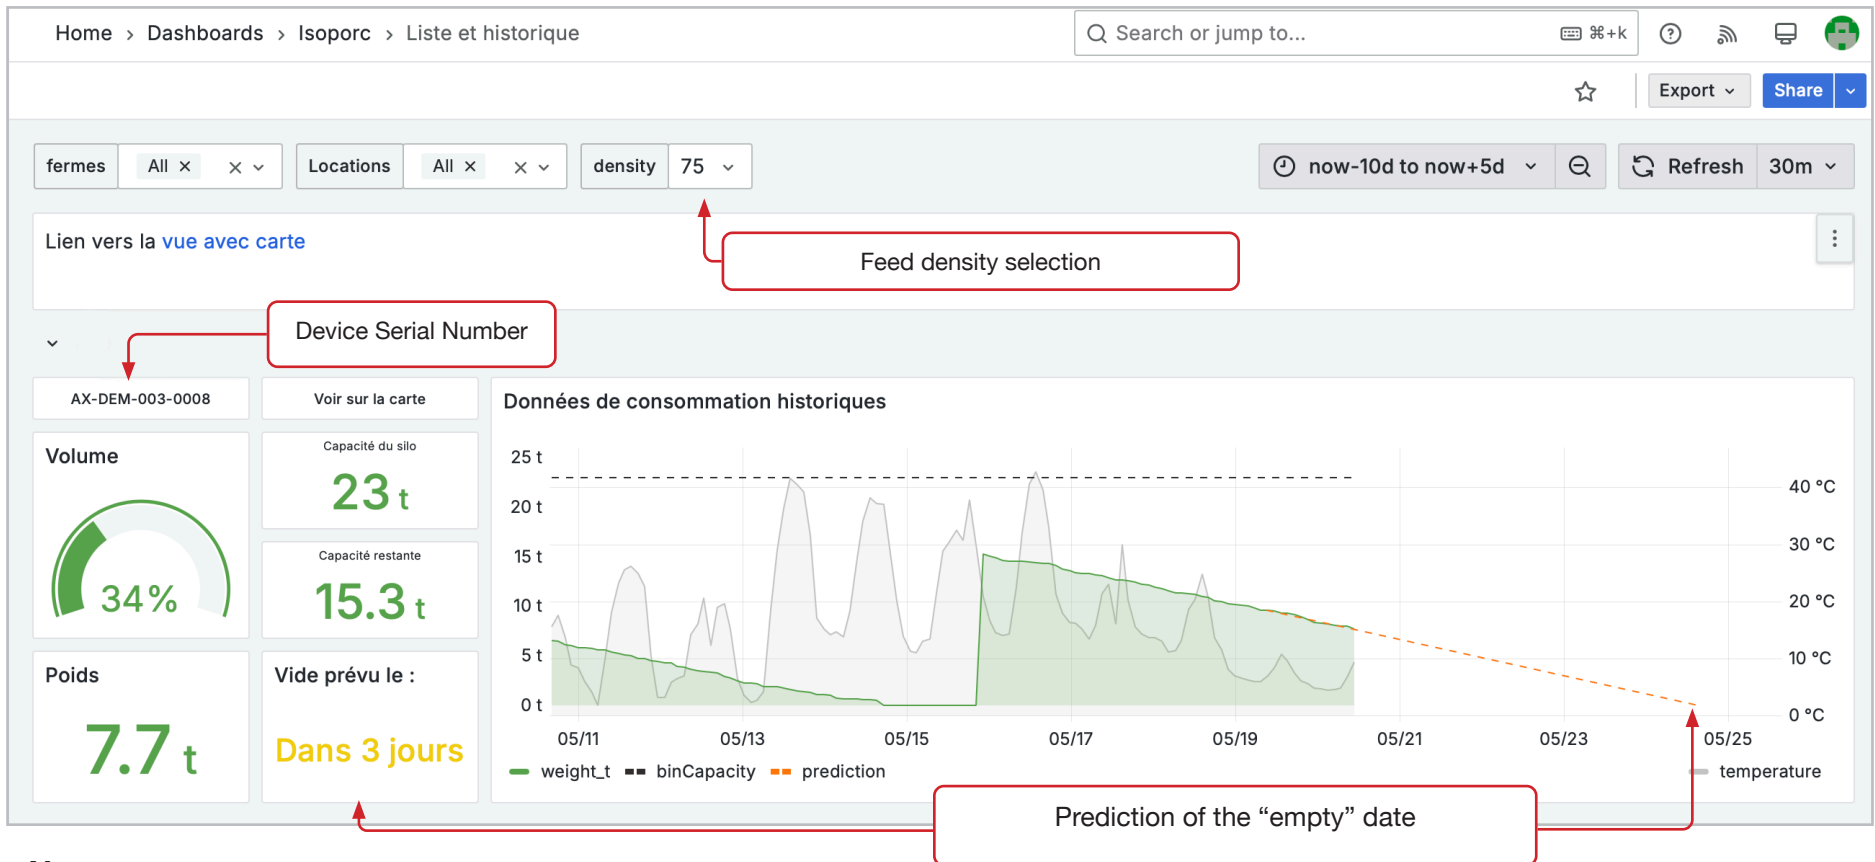 Home › Dashboards › Isoporc › Liste et historique
Search or jump to...
⌘+k
Export
Share
fermes All × ×
Locations All × ×
density 75
now-10d to now+5d
Refresh 30m
Lien vers la vue avec carte
Feed density selection
Device Serial Number
AX-DEM-003-0008
Voir sur la carte
Volume
34%
Capacité du silo
23 t
Capacité restante
15.3 t
Poids
7.7 t
Vide prévu le :
Dans 3 jours
Données de consommation historiques
25 t
20 t
15 t
10 t
5 t
0 t
40 °C
30 °C
20 °C
10 °C
0 °C
05/11 05/13 05/15 05/17 05/19 05/21 05/23 05/25
weight_t binCapacity prediction temperature
Prediction of the “empty” date